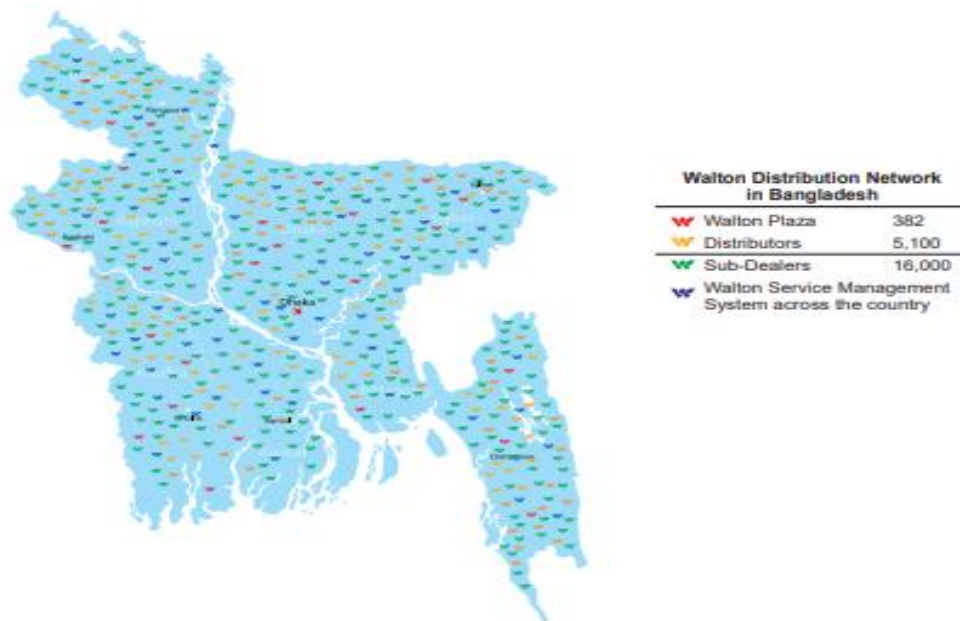 Dhaka
Walton Distribution Network
in Bangladesh
Walton Plaza 382
Distributors 5,100
Sub-Dealers 16,000
Walton Service Management
System across the country